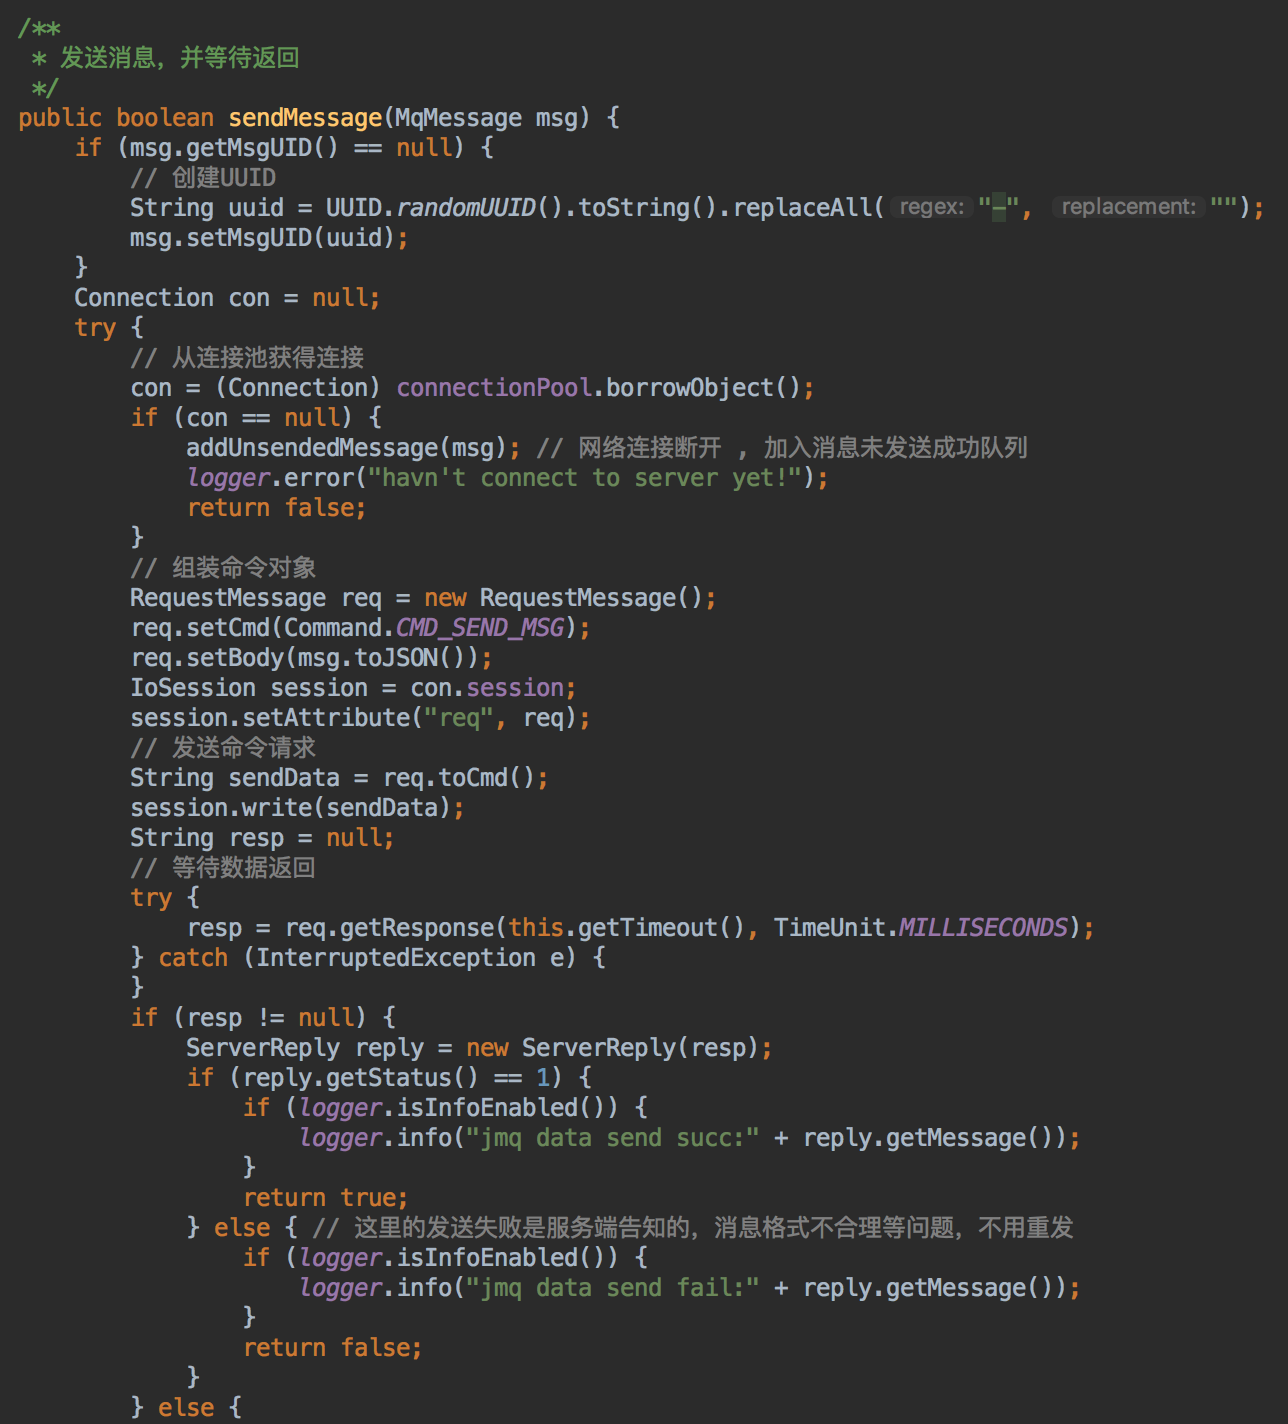 /**
 * 发送消息，并等待返回
 */
public boolean sendMessage(MqMessage msg) {
    if (msg.getMsgUID() == null) {
        // 创建UUID
        String uuid = UUID.randomUUID().toString().replaceAll( regex: "-",  replacement: "");
        msg.setMsgUID(uuid);
    }
    Connection con = null;
    try {
        // 从连接池获得连接
        con = (Connection) connectionPool.borrowObject();
        if (con == null) {
            addUnsendedMessage(msg); // 网络连接断开 , 加入消息未发送成功队列
            logger.error("havn't connect to server yet!");
            return false;
        }
        // 组装命令对象
        RequestMessage req = new RequestMessage();
        req.setCmd(Command.CMD_SEND_MSG);
        req.setBody(msg.toJSON());
        IoSession session = con.session;
        session.setAttribute("req", req);
        // 发送命令请求
        String sendData = req.toCmd();
        session.write(sendData);
        String resp = null;
        // 等待数据返回
        try {
            resp = req.getResponse(this.getTimeout(), TimeUnit.MILLISECONDS);
        } catch (InterruptedException e) {
        }
        if (resp != null) {
            ServerReply reply = new ServerReply(resp);
            if (reply.getStatus() == 1) {
                if (logger.isInfoEnabled()) {
                    logger.info("jmq data send succ:" + reply.getMessage());
                }
                return true;
            } else { // 这里的发送失败是服务端告知的，消息格式不合理等问题，不用重发
                if (logger.isInfoEnabled()) {
                    logger.info("jmq data send fail:" + reply.getMessage());
                }
                return false;
            }
        } else {